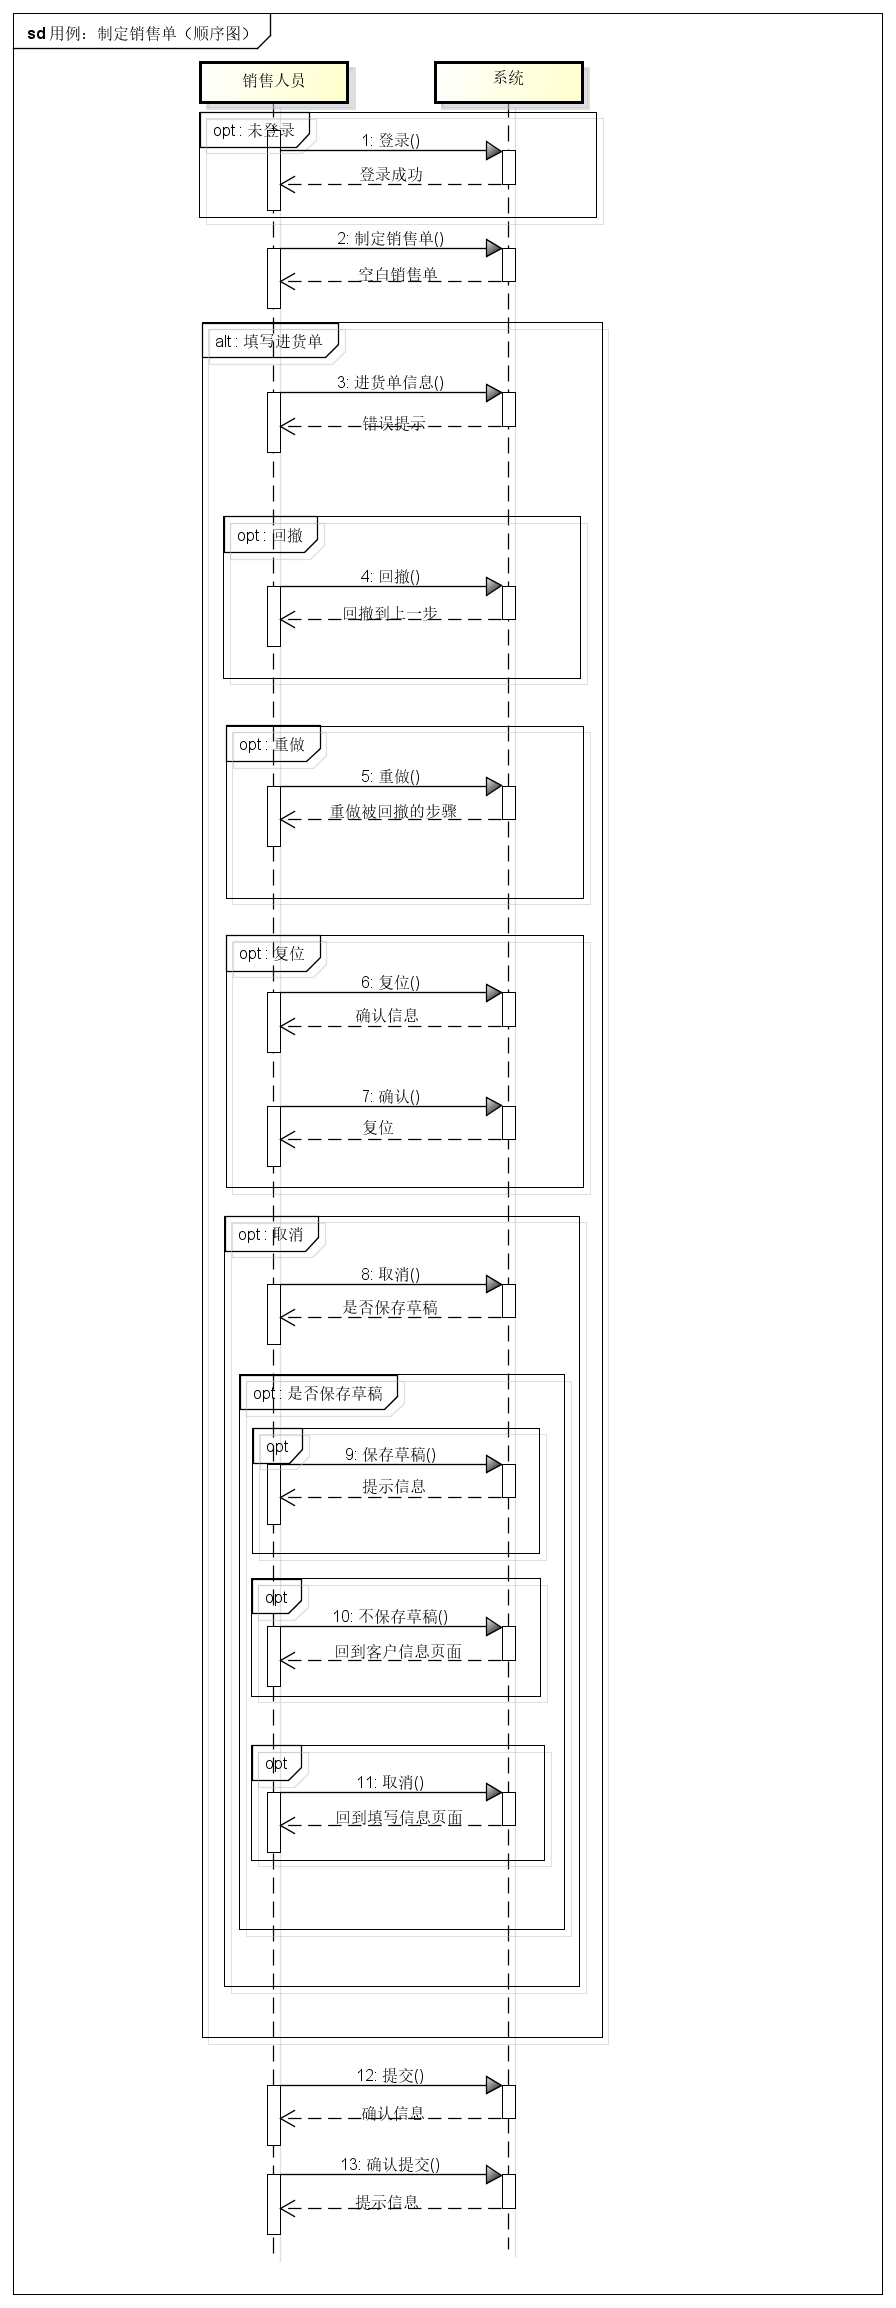 sd 用例：制定销售单（顺序图）
销售人员
系统
opt : 未登录
1: 登录()
登录成功
2: 制定销售单()
空白销售单
alt : 填写进货单
3: 进货单信息()
错误提示
opt : 回撤
4: 回撤()
回撤到上一步
opt : 重做
5: 重做()
重做被回撤的步骤
opt : 复位
6: 复位()
确认信息
7: 确认()
复位
opt : 取消
8: 取消()
是否保存草稿
opt : 是否保存草稿
opt
9: 保存草稿()
提示信息
opt
10: 不保存草稿()
回到客户信息页面
opt
11: 取消()
回到填写信息页面
12: 提交()
确认信息
13: 确认提交()
提示信息